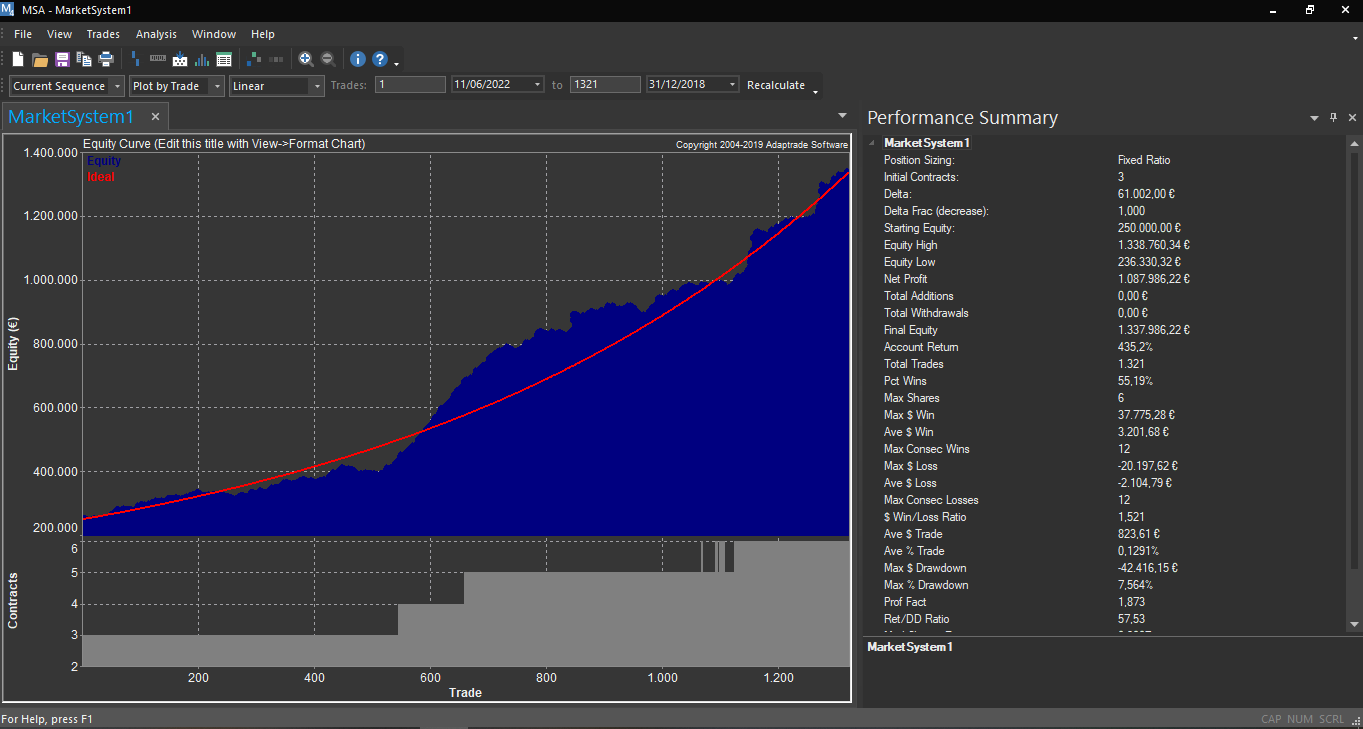 MSA - MarketSystem1
File View Trades Analysis Window Help
Current Sequence Plot by Trade Linear Trades: 1 11/06/2022 to 1321 31/12/2018 Recalculate
MarketSystem1
Equity Curve (Edit this title with View->Format Chart) Copyright 2004-2019 Adaptrade Software
Equity
Ideal
1.400.000
1.200.000
1.000.000
800.000
600.000
400.000
200.000
Equity (€)
6
5
4
3
2
Contracts
200 400 600 800 1.000 1.200
Trade
Performance Summary
MarketSystem1
Position Sizing: Fixed Ratio
Initial Contracts: 3
Delta: 61.002,00 €
Delta Frac (decrease): 1,000
Starting Equity: 250.000,00 €
Equity High 1.338.760,34 €
Equity Low 236.330,32 €
Net Profit 1.087.986,22 €
Total Additions 0,00 €
Total Withdrawals 0,00 €
Final Equity 1.337.986,22 €
Account Return 435,2%
Total Trades 1.321
Pct Wins 55,19%
Max Shares 6
Max $ Win 37.775,28 €
Ave $ Win 3.201,68 €
Max Consec Wins 12
Max $ Loss -20.197,62 €
Ave $ Loss -2.104,79 €
Max Consec Losses 12
$ Win/Loss Ratio 1,521
Ave $ Trade 823,61 €
Ave % Trade 0,1291%
Max $ Drawdown -42.416,15 €
Max % Drawdown 7,564%
Prof Fact 1,873
Ret/DD Ratio 57,53
MarketSystem1
For Help, press F1
CAP NUM SCRL